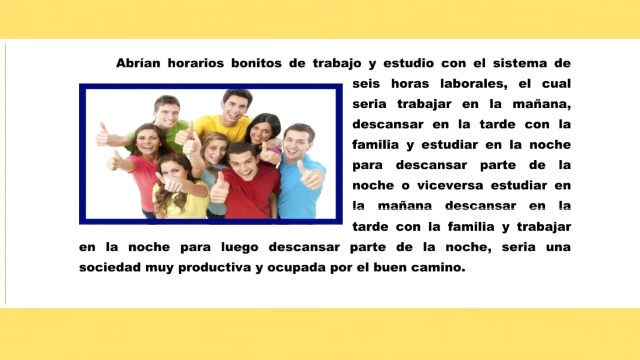 Abrían horarios bonitos de trabajo y estudio con el sistema de
seis horas laborales, el cual
seria trabajar en la mañana,
descansar en la tarde con la
familia y estudiar en la noche
para descansar parte de la
noche o viceversa estudiar en
la mañana descansar en la
tarde con la familia y trabajar
en la noche para luego descansar parte de la noche, seria una
sociedad muy productiva y ocupada por el buen camino.